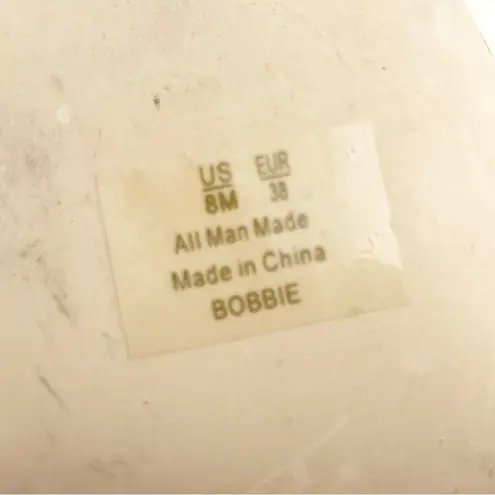 US EUR
8M 38
All Man Made
Made in China
BOBBIE